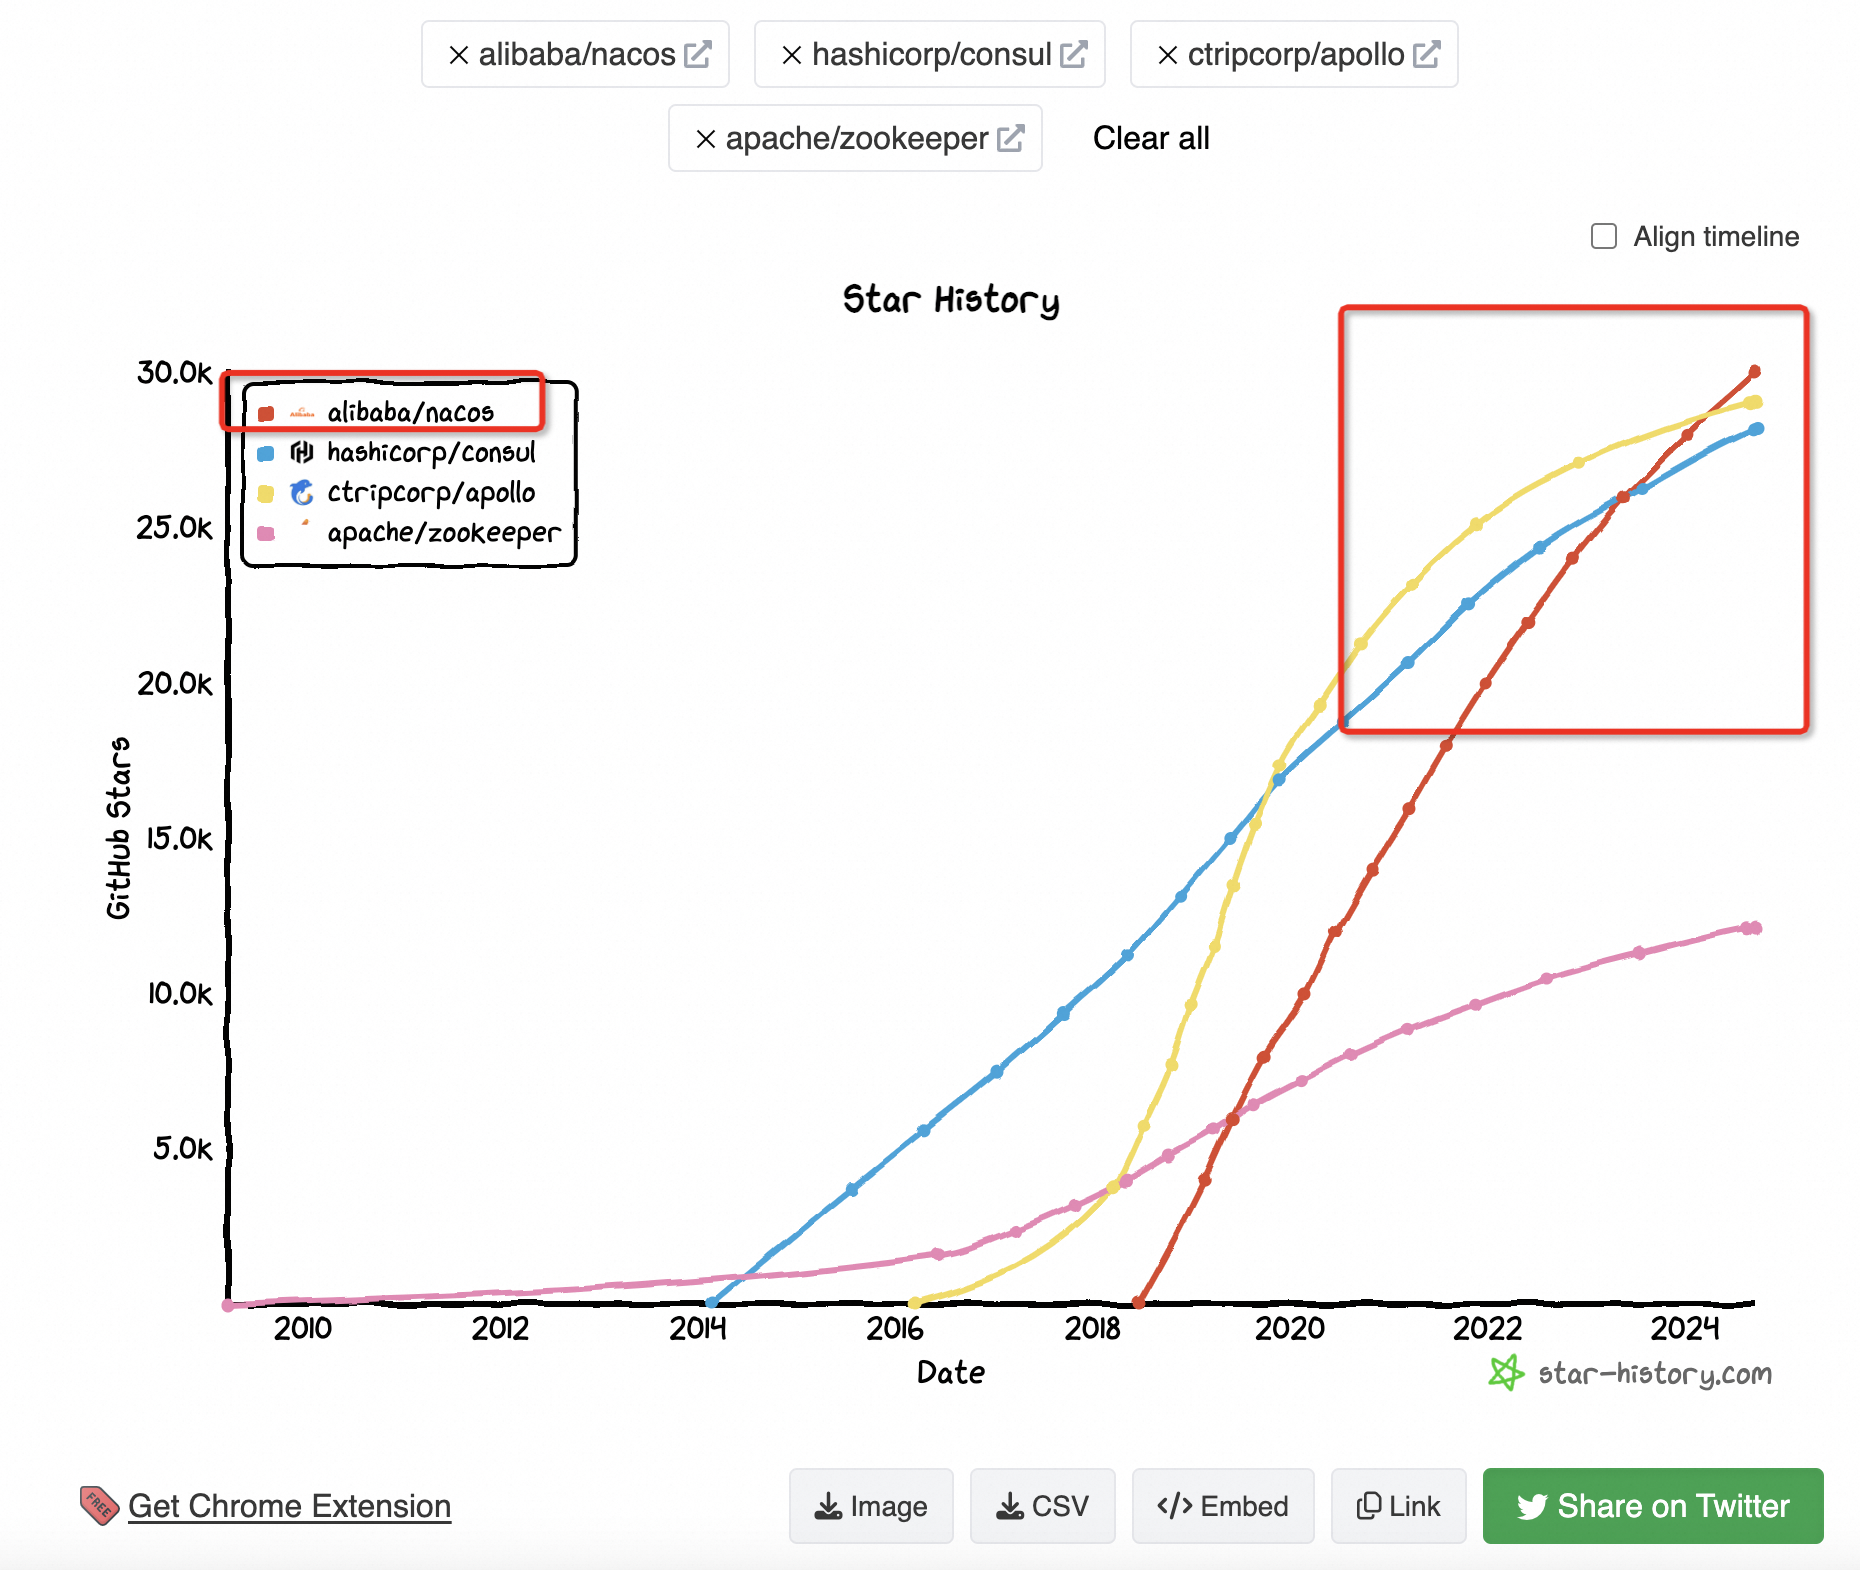 alibaba/nacos
hashicorp/consul
ctripcorp/apollo
apache/zookeeper
Clear all
Align timeline
Star History
30.0K
25.0K
20.0K
15.0K
10.0K
5.0K
GitHub Stars
alibaba/nacos
hashicorp/consul
ctripcorp/apollo
apache/zookeeper
2010 2012 2014 2016 2018 2020 2022 2024
Date
star-history.com
FREE
Get Chrome Extension
Image
CSV
Embed
Link
Share on Twitter